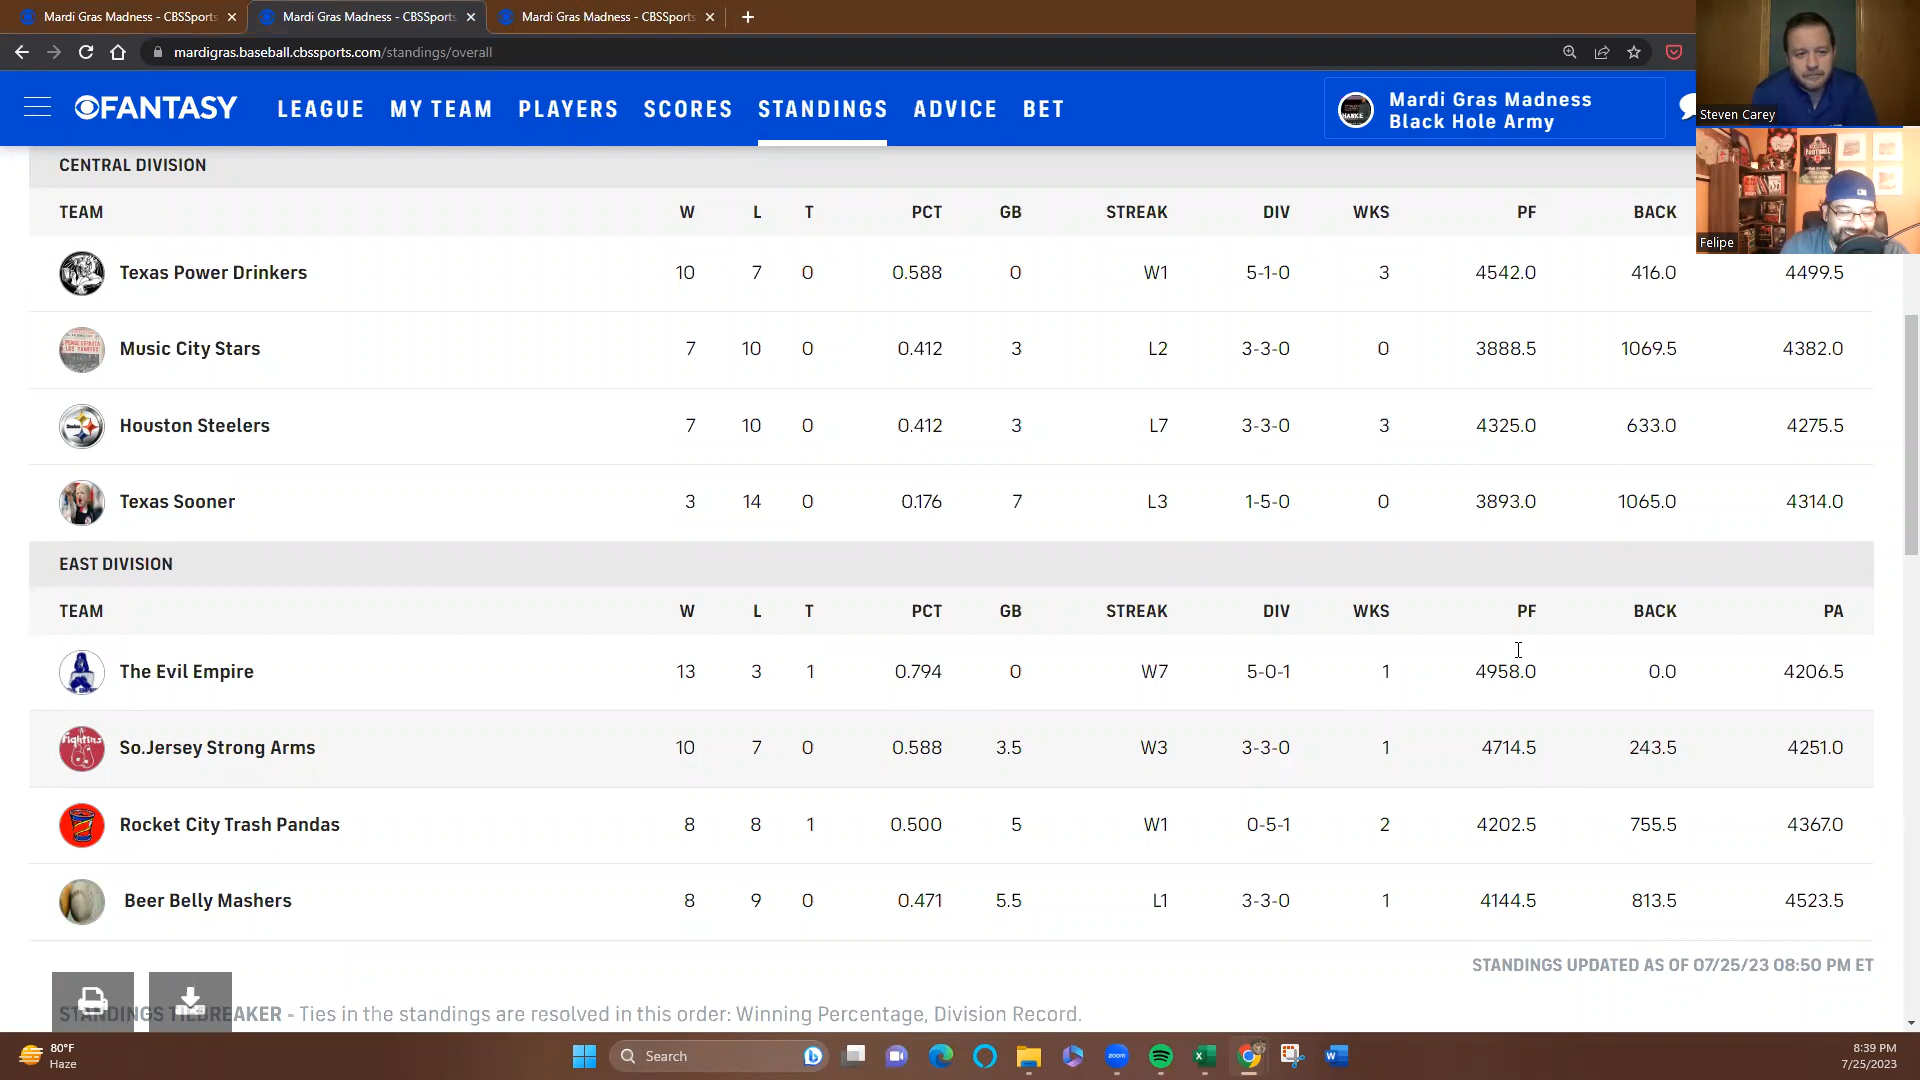 Mardi Gras Madness - CBSSports
Mardi Gras Madness - CBSSports
Mardi Gras Madness - CBSSports
mardigras.baseball.cbssports.com/standings/overall
FANTASY LEAGUE MY TEAM PLAYERS SCORES STANDINGS ADVICE BET
Mardi Gras Madness
Black Hole Army
Steven Carey
Felipe
CENTRAL DIVISION
TEAM W L T PCT GB STREAK DIV WKS PF BACK
Texas Power Drinkers 10 7 0 0.588 0 W1 5-1-0 3 4542.0 416.0 4499.5
Music City Stars 7 10 0 0.412 3 L2 3-3-0 0 3888.5 1069.5 4382.0
Houston Steelers 7 10 0 0.412 3 L7 3-3-0 3 4325.0 633.0 4275.5
Texas Sooner 3 14 0 0.176 7 L3 1-5-0 0 3893.0 1065.0 4314.0
EAST DIVISION
TEAM W L T PCT GB STREAK DIV WKS PF BACK PA
The Evil Empire 13 3 1 0.794 0 W7 5-0-1 1 4958.0 0.0 4206.5
So.Jersey Strong Arms 10 7 0 0.588 3.5 W3 3-3-0 1 4714.5 243.5 4251.0
Rocket City Trash Pandas 8 8 1 0.500 5 W1 0-5-1 2 4202.5 755.5 4367.0
Beer Belly Mashers 8 9 0 0.471 5.5 L1 3-3-0 1 4144.5 813.5 4523.5
STANDINGS UPDATED AS OF 07/25/23 08:50 PM ET
STANDINGS TIEBREAKER - Ties in the standings are resolved in this order: Winning Percentage, Division Record.
80°F
Haze
Search
zoom
8:39 PM
7/25/2023